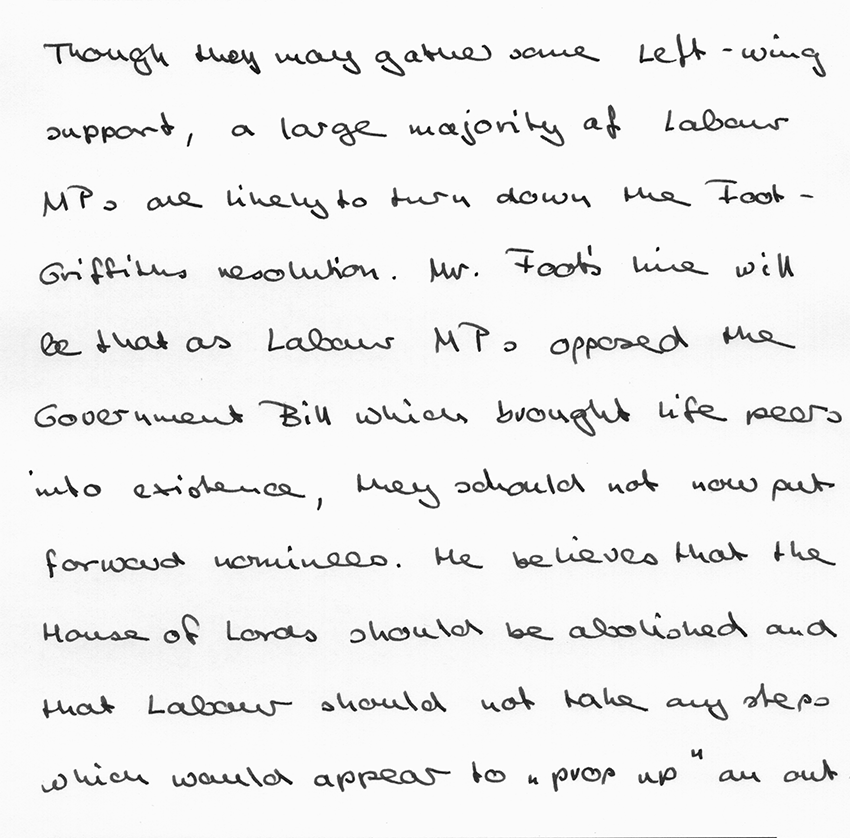 Though they may gather some Left-wing
support, a large majority of Labour
MPs are likely to turn down the Foot-
Griffiths resolution. Mr. Foot's line will
be that as Labour MPs opposed the
Government Bill which brought life peers
into existence, they schould not now put
forward nominees. He believes that the
House of Lords should be abolished and
that Labour should not take any steps
which would appear to „prop up" an out